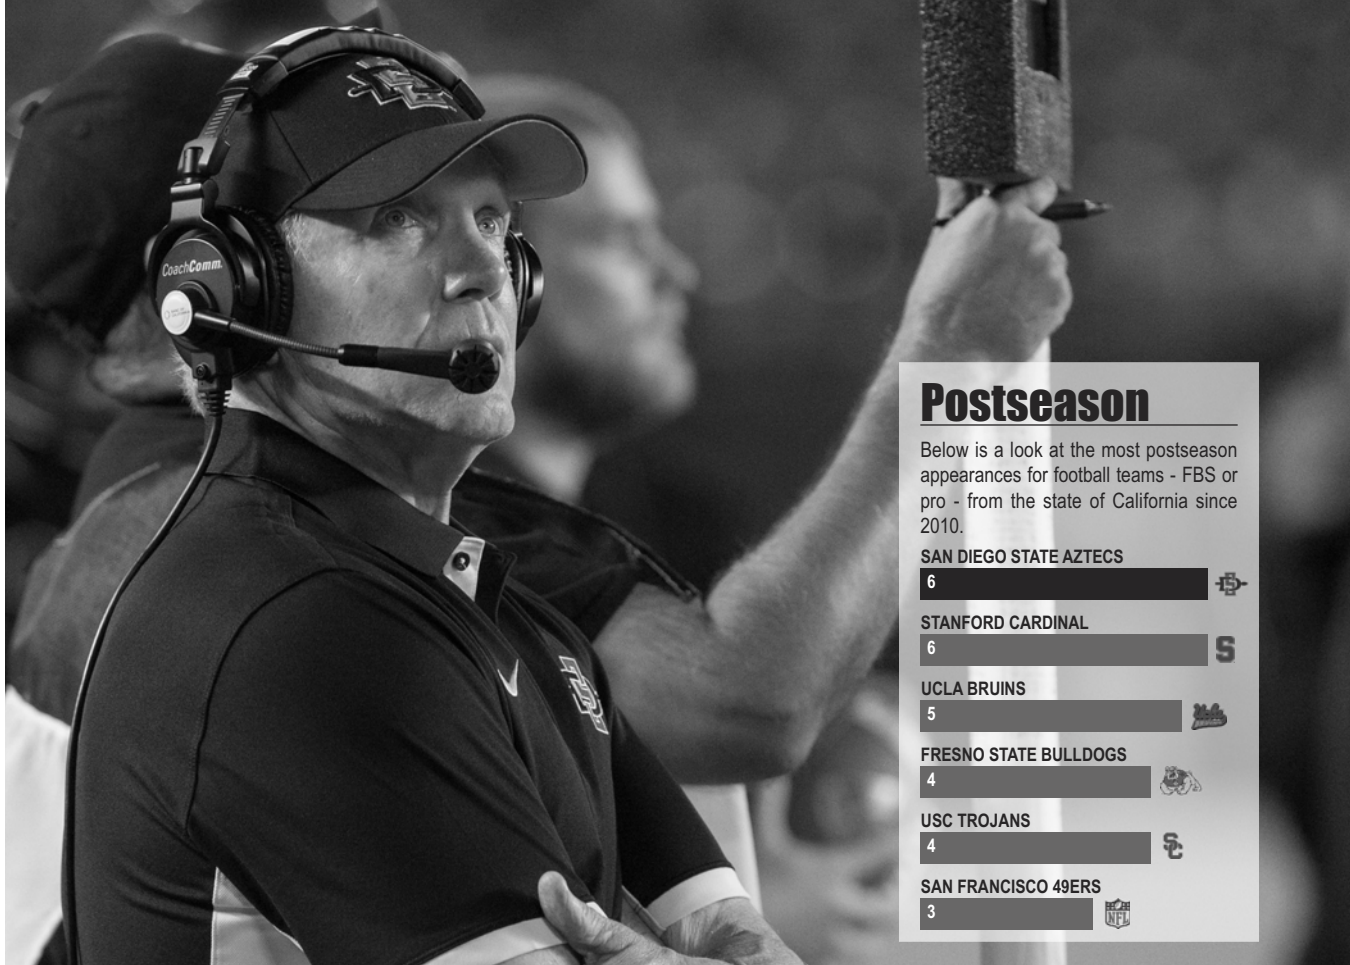 CoachComm.
Postseason
Below is a look at the most postseason
appearances for football teams - FBS or
pro - from the state of California since
2010.
SAN DIEGO STATE AZTECS
6
STANFORD CARDINAL
6
S
UCLA BRUINS
5
Ucla
FRESNO STATE BULLDOGS
4
USC TROJANS
4
SC
SAN FRANCISCO 49ERS
3
NFL